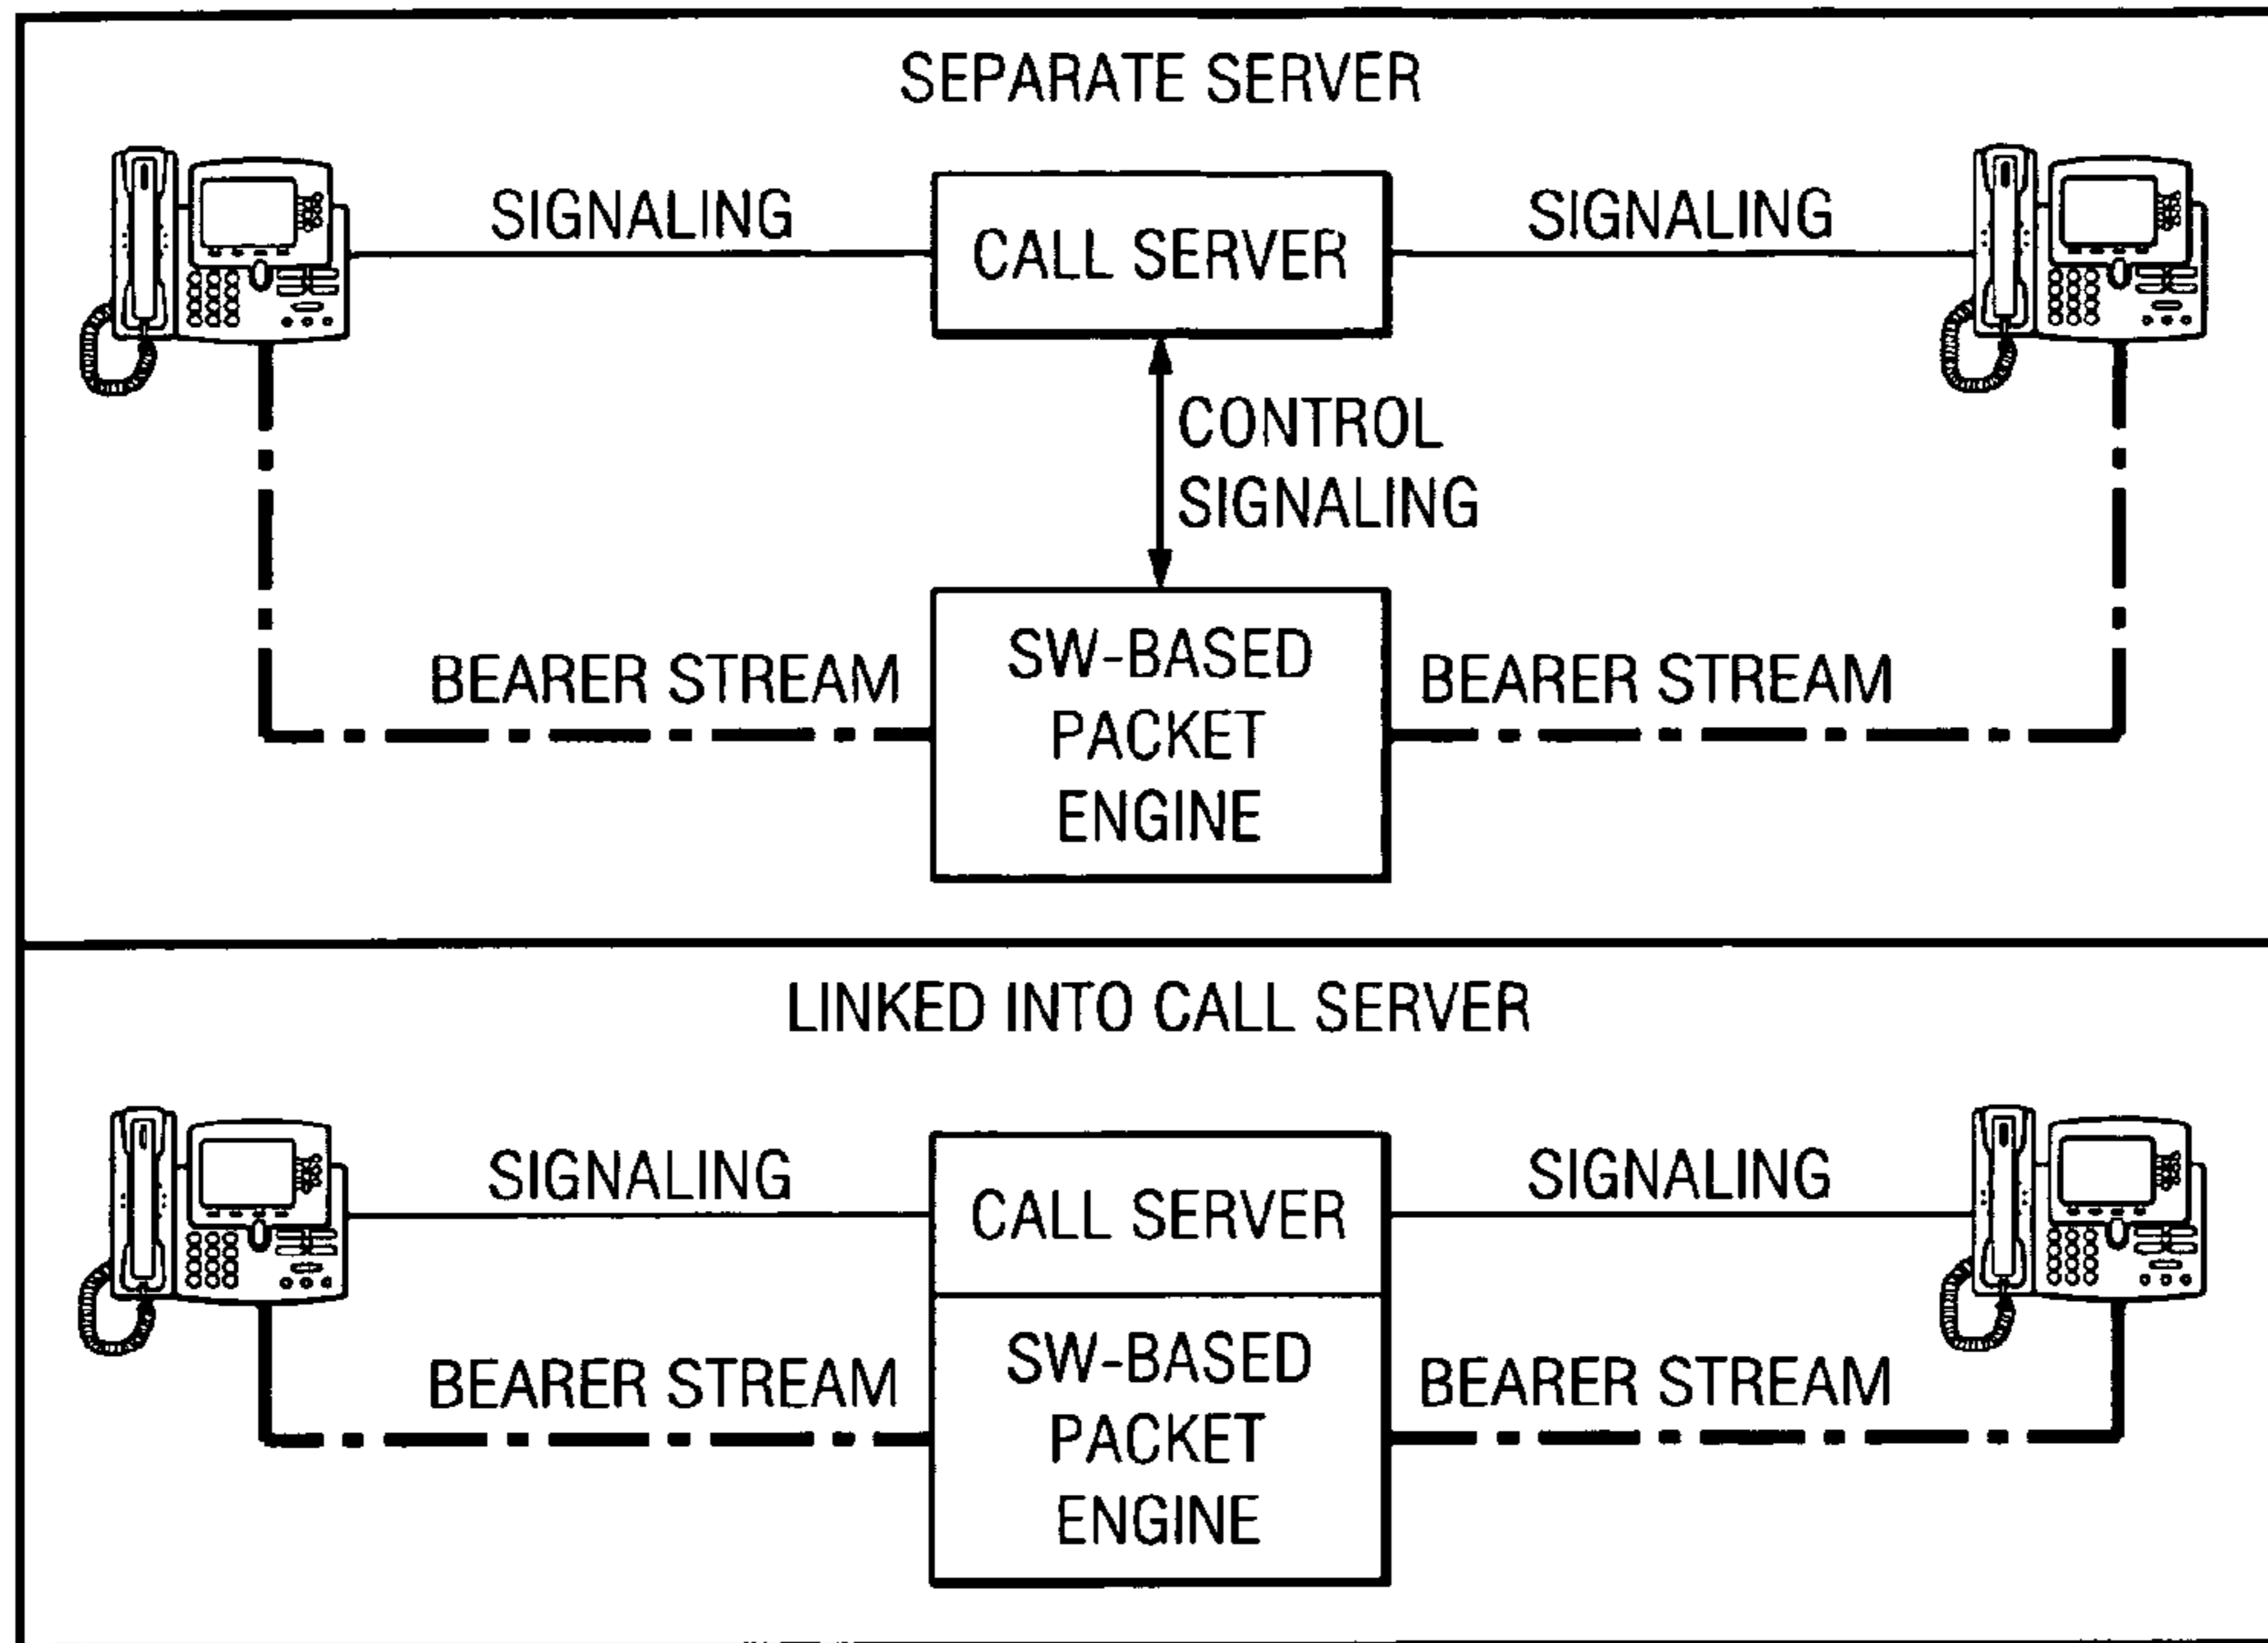 SEPARATE SERVER
SIGNALING
CALL SERVER
SIGNALING
CONTROL
SIGNALING
BEARER STREAM
SW-BASED
PACKET
ENGINE
BEARER STREAM
LINKED INTO CALL SERVER
SIGNALING
CALL SERVER
SIGNALING
BEARER STREAM
SW-BASED
PACKET
ENGINE
BEARER STREAM